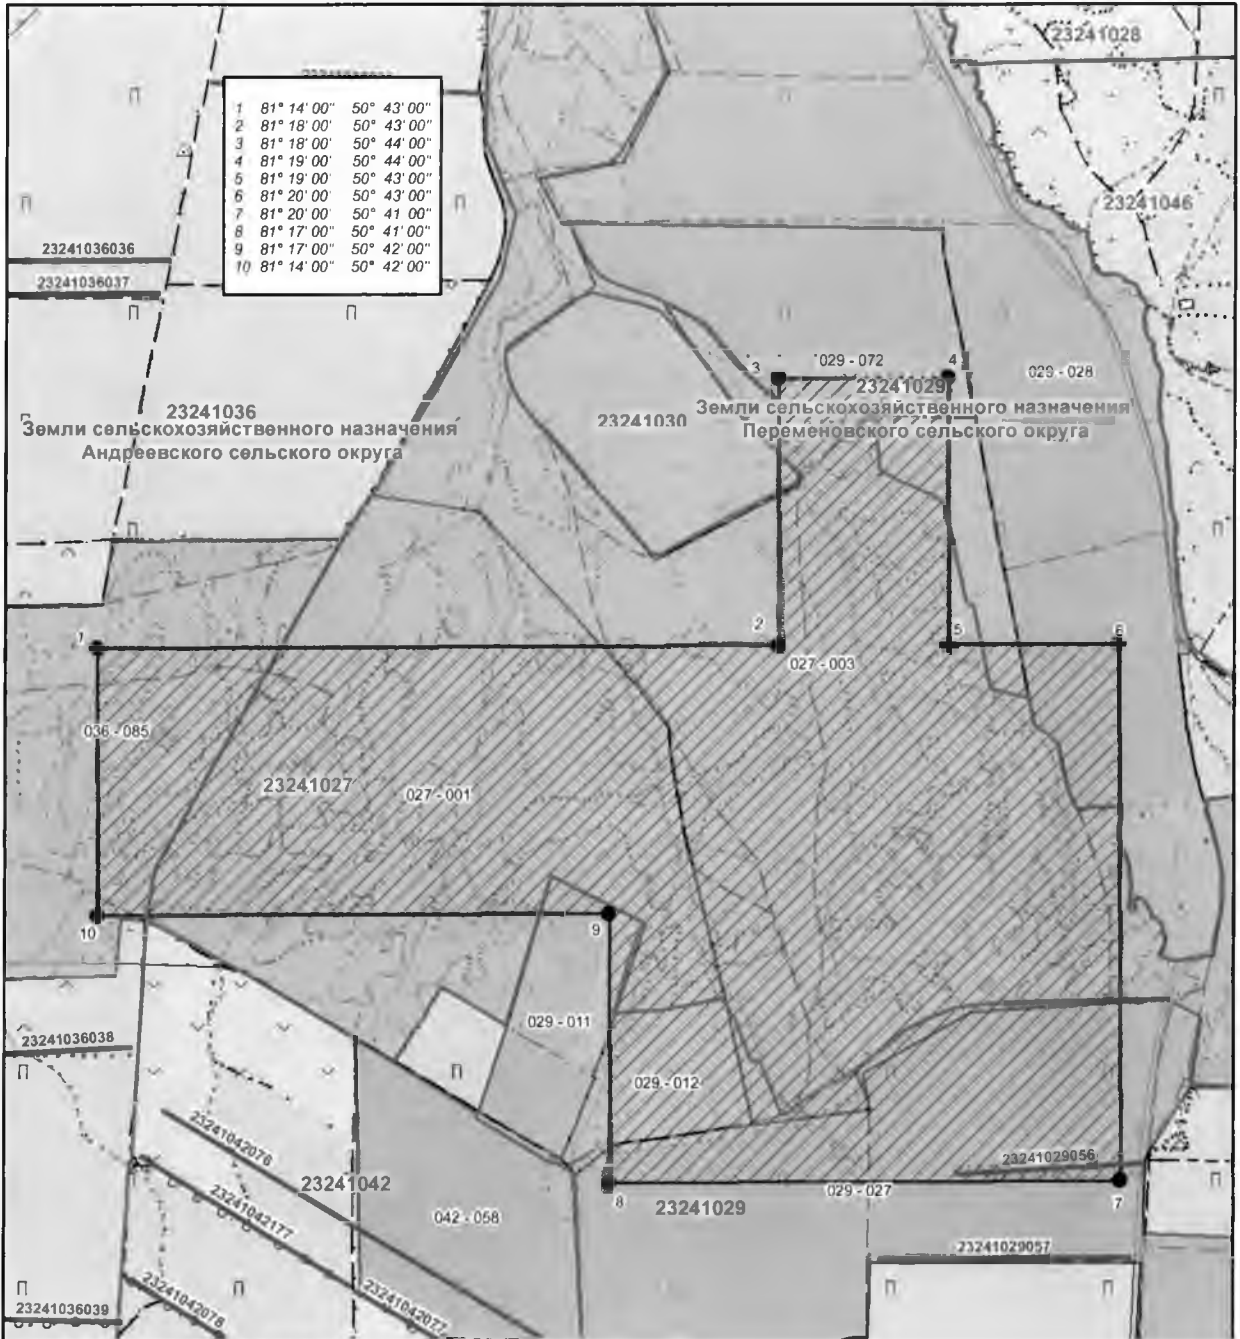 23241028
1 81° 14' 00" 50° 43' 00"
2 81° 18' 00' 50° 43' 00"
3 81° 18' 00' 50° 44' 00"
4 81° 19' 00' 50° 44' 00"
5 81° 19' 00' 50° 43' 00"
6 81° 20' 00' 50° 43' 00"
7 81° 20' 00" 50° 41' 00"
8 81° 17' 00" 50° 41' 00"
9 81° 17' 00" 50° 42' 00"
10 81° 14' 00" 50° 42' 00"
П
П
П
П
П
23241046
23241036036
23241036037
П
П
П
3
029 - 072
4
029 - 028
23241029
23241036
Земли сельскохозяйственного назначения
Андреевского сельского округа
23241030
Земли сельскохозяйственного назначения
Переменовского сельского округа
П
П
П
1
2
5
6
027 - 003
036 - 085
23241027
027 - 001
10
9
029 - 011
23241036038
П
П
029 - 012
23241042076
23241029056
23241042
029 - 027
П
23241042177
042 - 058
8
23241029
7
23241029057
П
П
П
П
23241036039
23241042078
23241042077